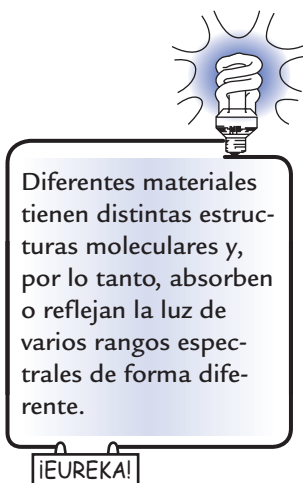 Diferentes materiales
tienen distintas estruc-
turas moleculares y,
por lo tanto, absorben
o reflejan la luz de
varios rangos espec-
trales de forma dife-
rente.
¡EUREKA!